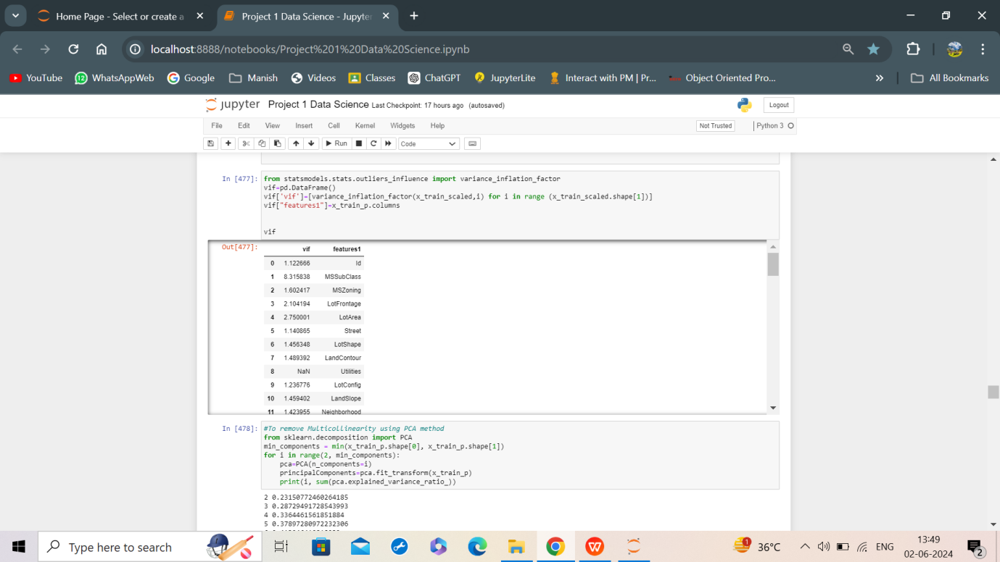 Home Page - Select or create a
Project 1 Data Science - Jupyter
localhost:8888/notebooks/Project%201%20Data%20Science.ipynb
YouTube
12
WhatsAppWeb
Google
Manish
Videos
Classes
ChatGPT
JupyterLite
Interact with PM | Pr...
Object Oriented Pro...
All Bookmarks
jupyter Project 1 Data Science Last Checkpoint: 17 hours ago (autosaved)
Logout
File Edit View Insert Cell Kernel Widgets Help
Not Trusted
Python 3
Run
Code
In [477]:
from statsmodels.stats.outliers_influence import variance_inflation_factor
vif=pd.DataFrame()
vif['vif']=[variance_inflation_factor(x_train_scaled,i) for i in range (x_train_scaled.shape[1])]
vif["features1"]=x_train_p.columns
vif
Out[477]:
vif features1
0 1.122666 Id
1 8.315838 MSSubClass
2 1.602417 MSZoning
3 2.104194 LotFrontage
4 2.750001 LotArea
5 1.140865 Street
6 1.456348 LotShape
7 1.489392 LandContour
8 NaN Utilities
9 1.236776 LotConfig
10 1.459402 LandSlope
11 1.423955 Neighborhood
In [478]:
#To remove Multicollinearity using PCA method
from sklearn.decomposition import PCA
min_components = min(x_train_p.shape[0], x_train_p.shape[1])
for i in range(2, min_components):
    pca=PCA(n_components=i)
    principalComponents=pca.fit_transform(x_train_p)
    print(i, sum(pca.explained_variance_ratio_))
2 0.23150772460264185
3 0.28729491728543993
4 0.3364461561851884
5 0.37897280972232306
Type here to search
1
36°C
ENG
13:49
02-06-2024
2